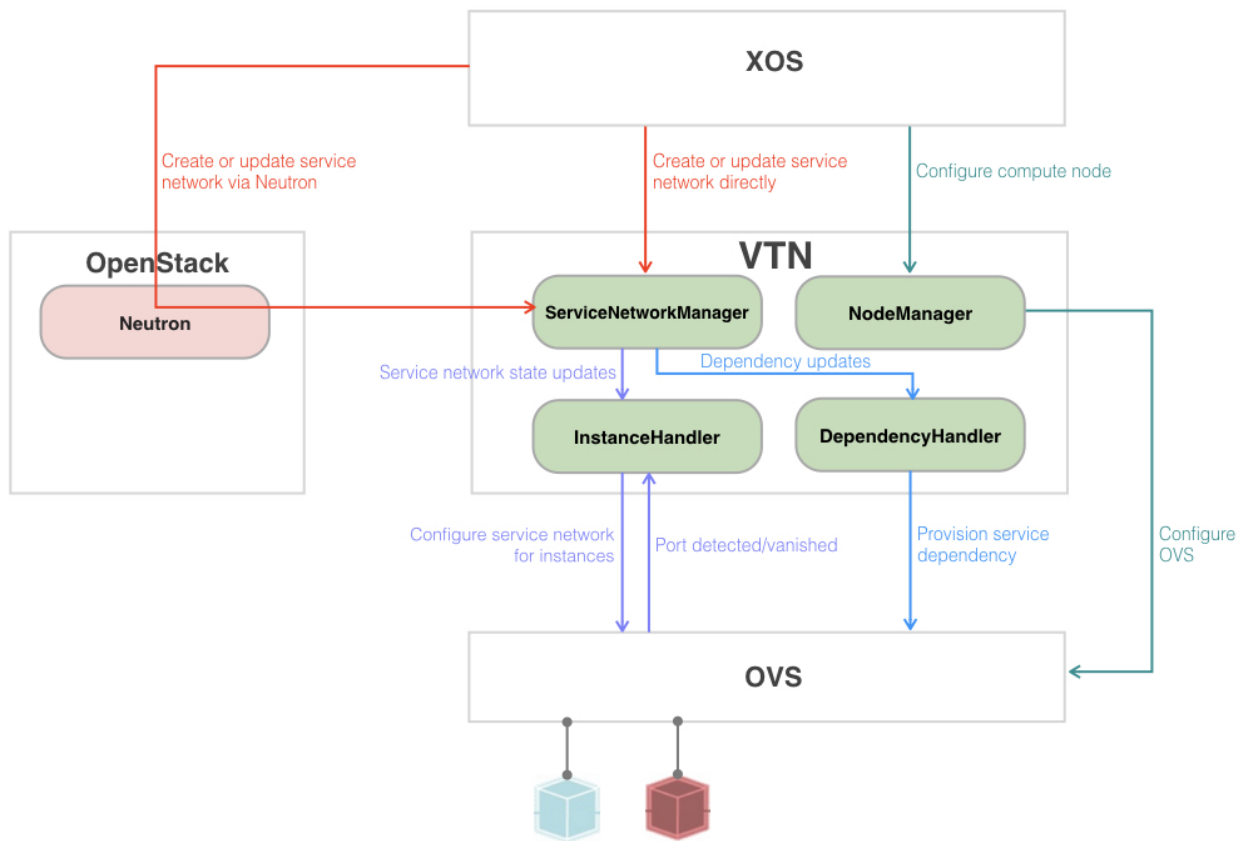 XOS
Create or update service
network via Neutron
Create or update service
network directly
Configure compute node
OpenStack
VTN
Neutron
ServiceNetworkManager
NodeManager
Service network state updates
Dependency updates
InstanceHandler
DependencyHandler
Configure service network
for instances
Port detected/vanished
Provision service
dependency
Configure
OVS
OVS